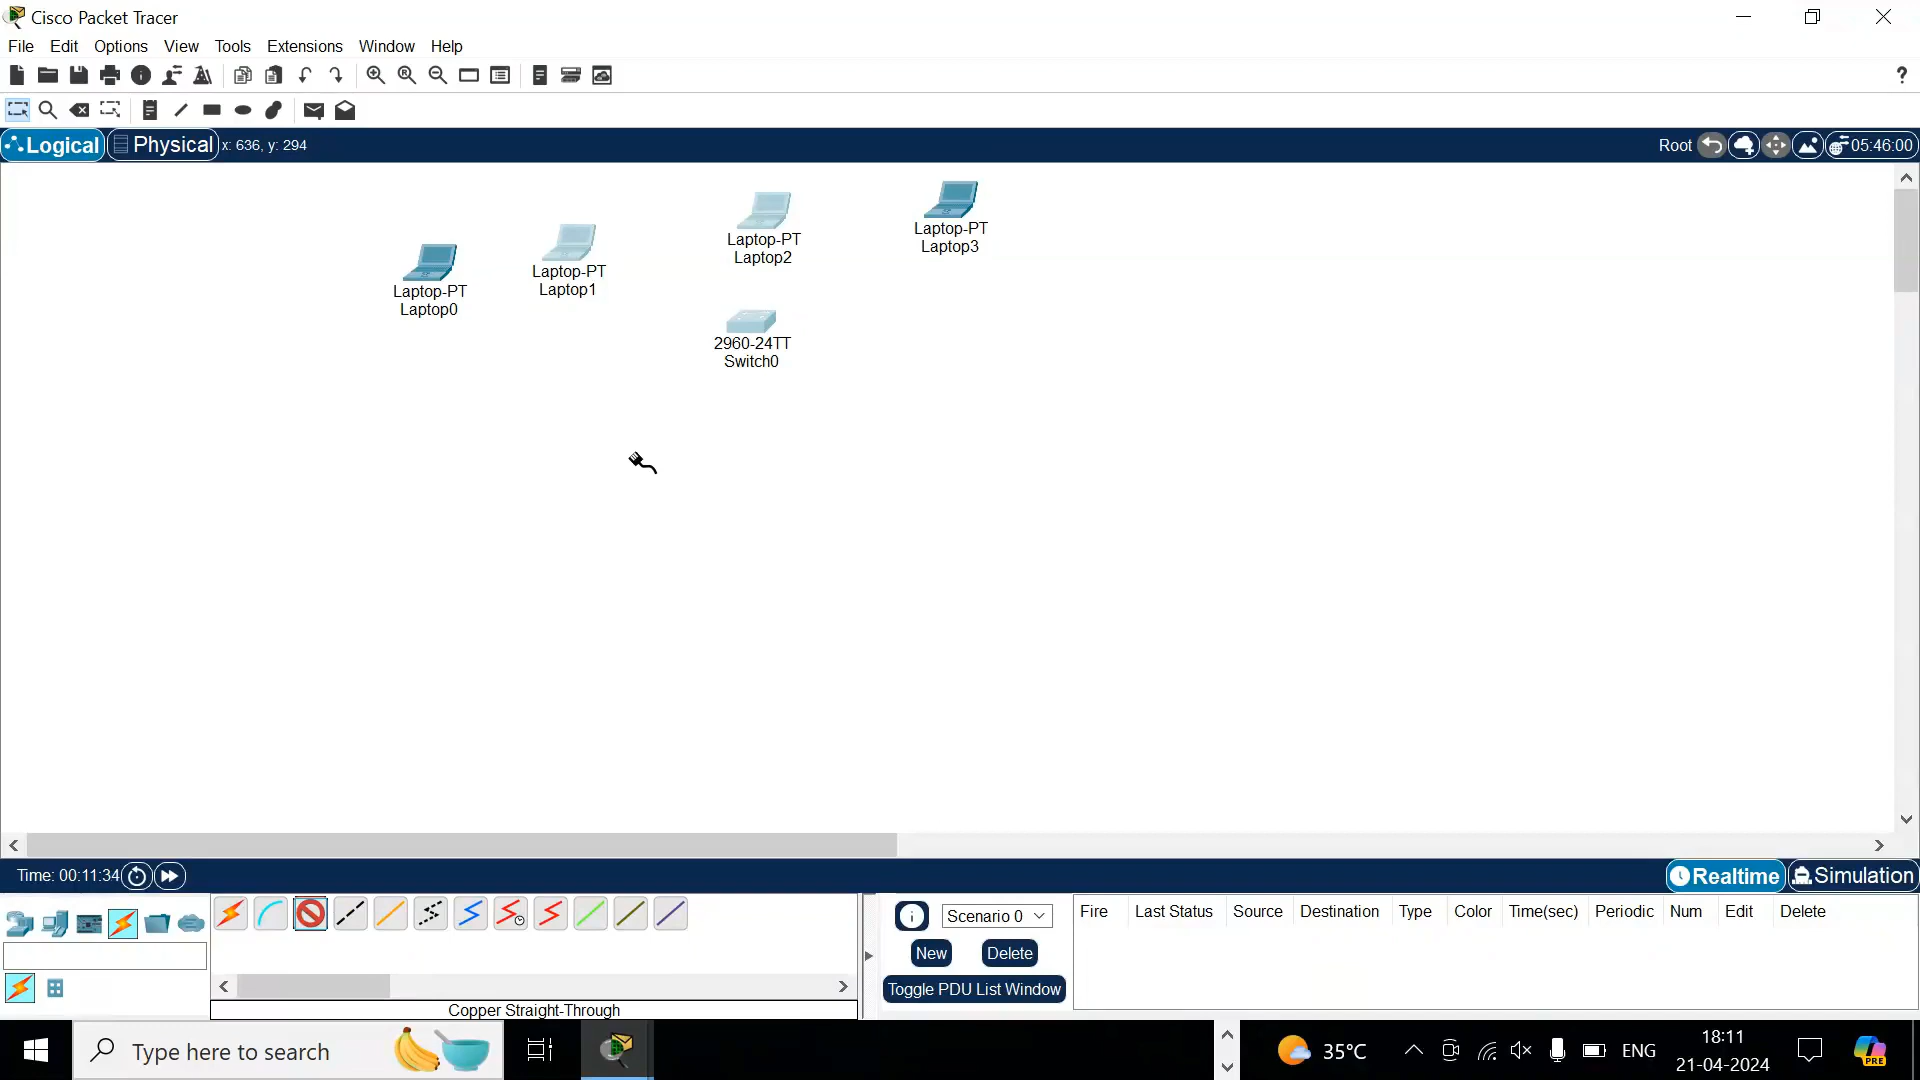 Cisco Packet Tracer
File Edit Options View Tools Extensions Window Help
?
Logical Physical x: 636, y: 294 Root 05:46:00
Laptop-PT
Laptop0
Laptop-PT
Laptop1
Laptop-PT
Laptop2
Laptop-PT
Laptop3
2960-24TT
Switch0
Time: 00:11:34 Realtime Simulation
Scenario 0
New Delete
Toggle PDU List Window
Fire Last Status Source Destination Type Color Time(sec) Periodic Num Edit Delete
Copper Straight-Through
Type here to search
35°C
ENG
18:11
21-04-2024
PRE